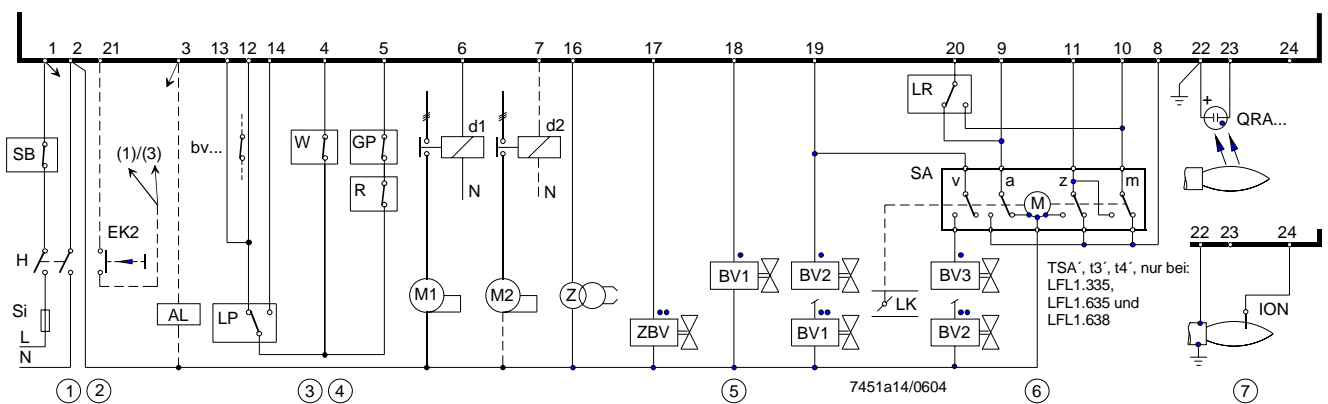 1 2 21 3 13 12 14 4 5 6 7 16 17 18 19 20 9 11 10 8 22 23 24
LR
+
QRA...
d1 d2
SB
(1)/(3)
bv...
W
GP
R
N N
SA
v a z m
M
EK2
H
22 23 24
Si
L
N
AL
LP
M1
M2
Z
ZBV
BV1
BV2
BV1
LK
BV3
BV2
TSA´, t3´, t4´, nur bei:
LFL1.335,
LFL1.635 und
LFL1.638
ION
7451a14/0604
1 2 3 4 5 6 7